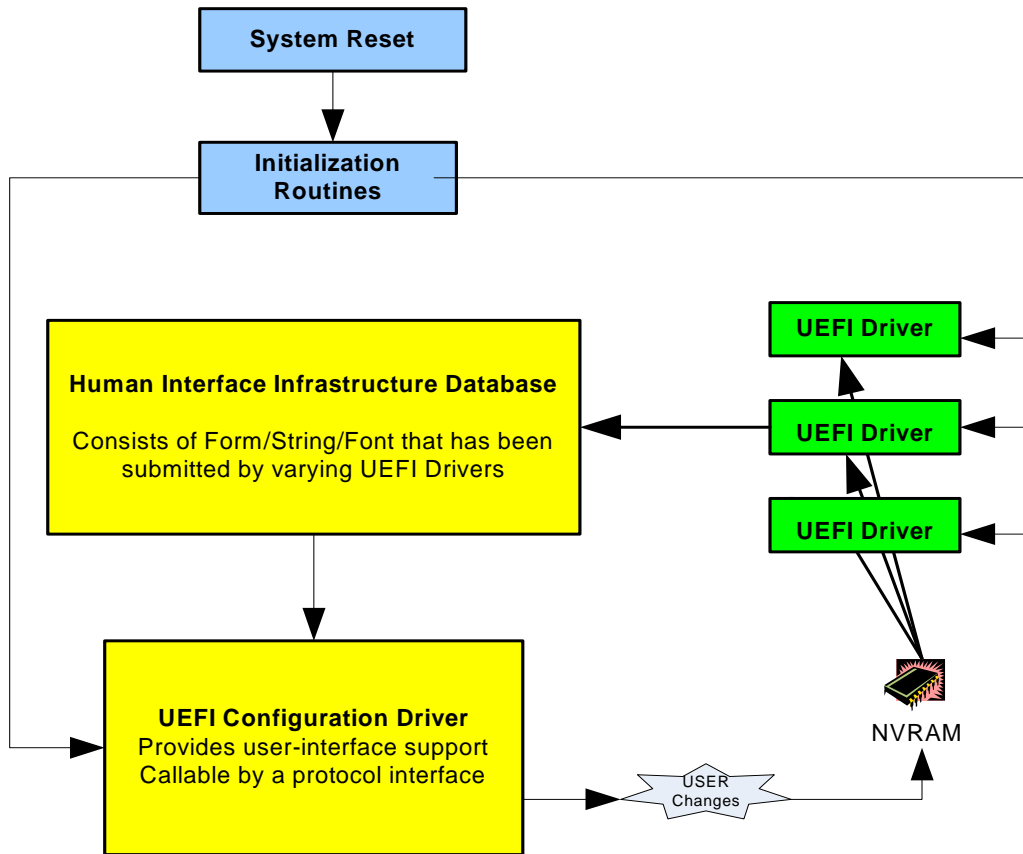 System Reset
Initialization
Routines
UEFI Driver
Human Interface Infrastructure Database
Consists of Form/String/Font that has been
submitted by varying UEFI Drivers
UEFI Driver
UEFI Driver
UEFI Configuration Driver
Provides user-interface support
Callable by a protocol interface
NVRAM
USER
Changes